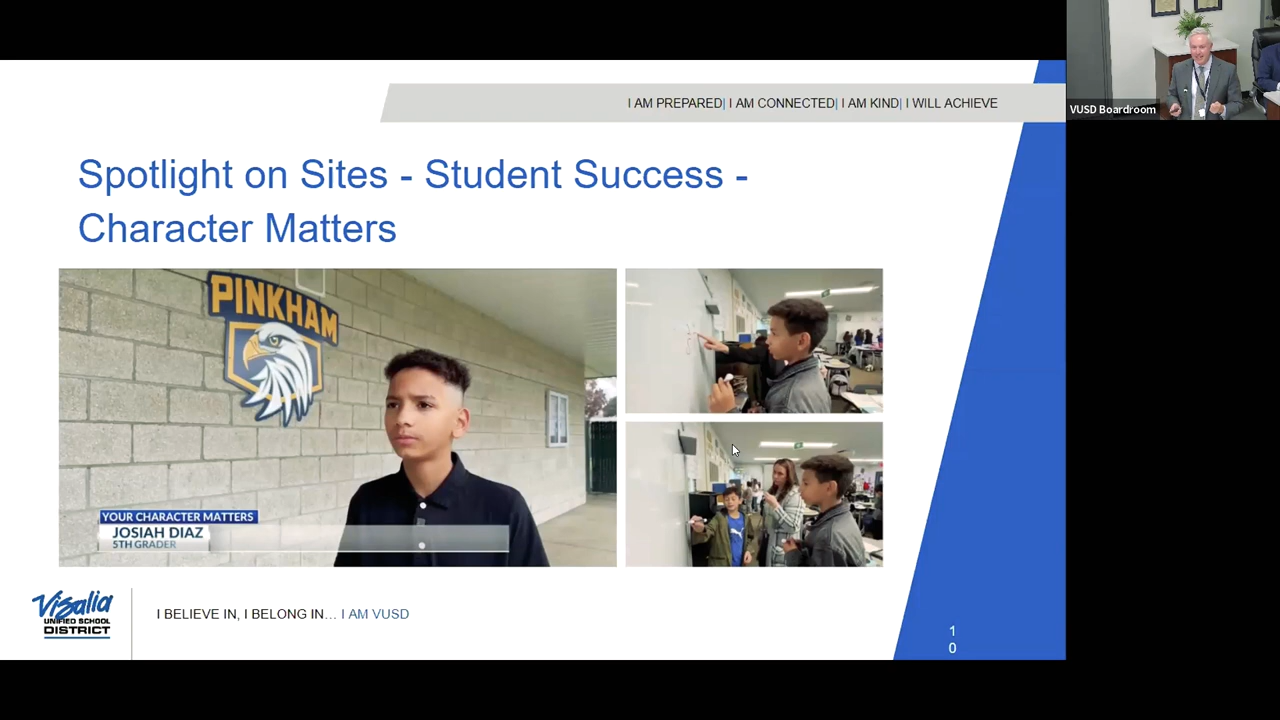 I AM PREPARED| I AM CONNECTED| I AM KIND| I WILL ACHIEVE
VUSD Boardroom
Spotlight on Sites - Student Success -
Character Matters
PINKHAM
YOUR CHARACTER MATTERS
JOSIAH DIAZ
5TH GRADER
Visalia
UNIFIED SCHOOL
DISTRICT
I BELIEVE IN, I BELONG IN... I AM VUSD
1
0